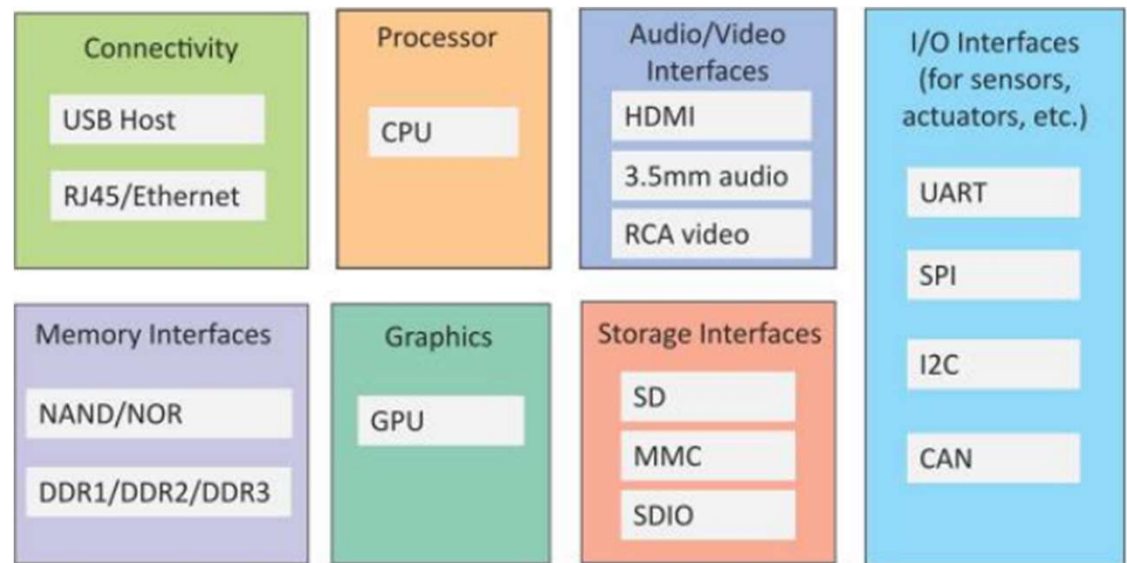 Connectivity
USB Host
RJ45/Ethernet
Processor
CPU
Audio/Video
Interfaces
HDMI
3.5mm audio
RCA video
I/O Interfaces
(for sensors,
actuators, etc.)
UART
SPI
I2C
CAN
Memory Interfaces
NAND/NOR
DDR1/DDR2/DDR3
Graphics
GPU
Storage Interfaces
SD
MMC
SDIO